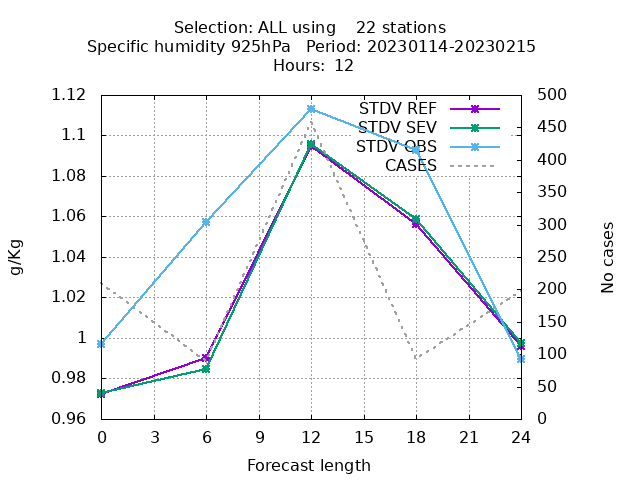 Selection: ALL using    22 stations
Specific humidity 925hPa   Period: 20230114-20230215
Hours:  12
g/Kg
No cases
1.12
1.1
1.08
1.06
1.04
1.02
1
0.98
0.96
500
450
400
350
300
250
200
150
100
50
0
STDV REF
STDV SEV
STDV OBS
CASES
0 3 6 9 12 15 18 21 24
Forecast length